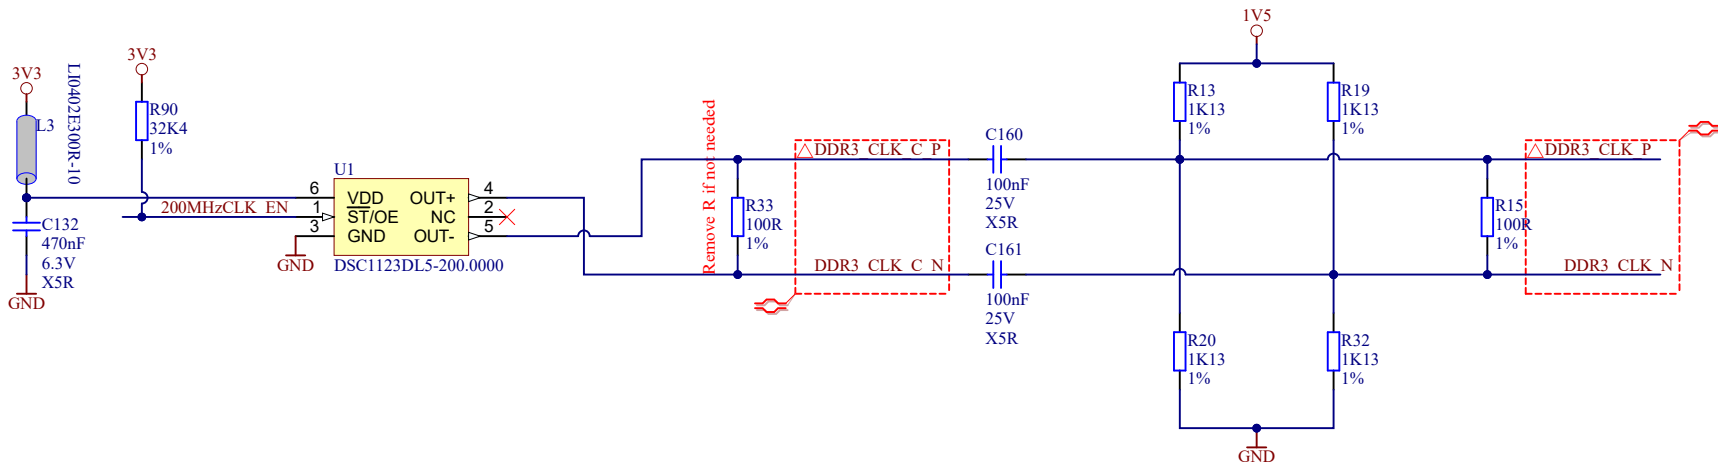 3V3
LI0402E300R-10
L3
C132
470nF
6.3V
X5R
GND
3V3
R90
32K4
1%
200MHzCLK_EN
GND
U1
6
1
3
VDD
ST/OE
GND
OUT+
NC
OUT-
4
2
5
DSC1123DL5-200.0000
Remove R if not needed
R33
100R
1%
DDR3_CLK_C_P
DDR3_CLK_C_N
C160
100nF
25V
X5R
C161
100nF
25V
X5R
1V5
R13
1K13
1%
R19
1K13
1%
R20
1K13
1%
R32
1K13
1%
GND
R15
100R
1%
DDR3_CLK_P
DDR3_CLK_N